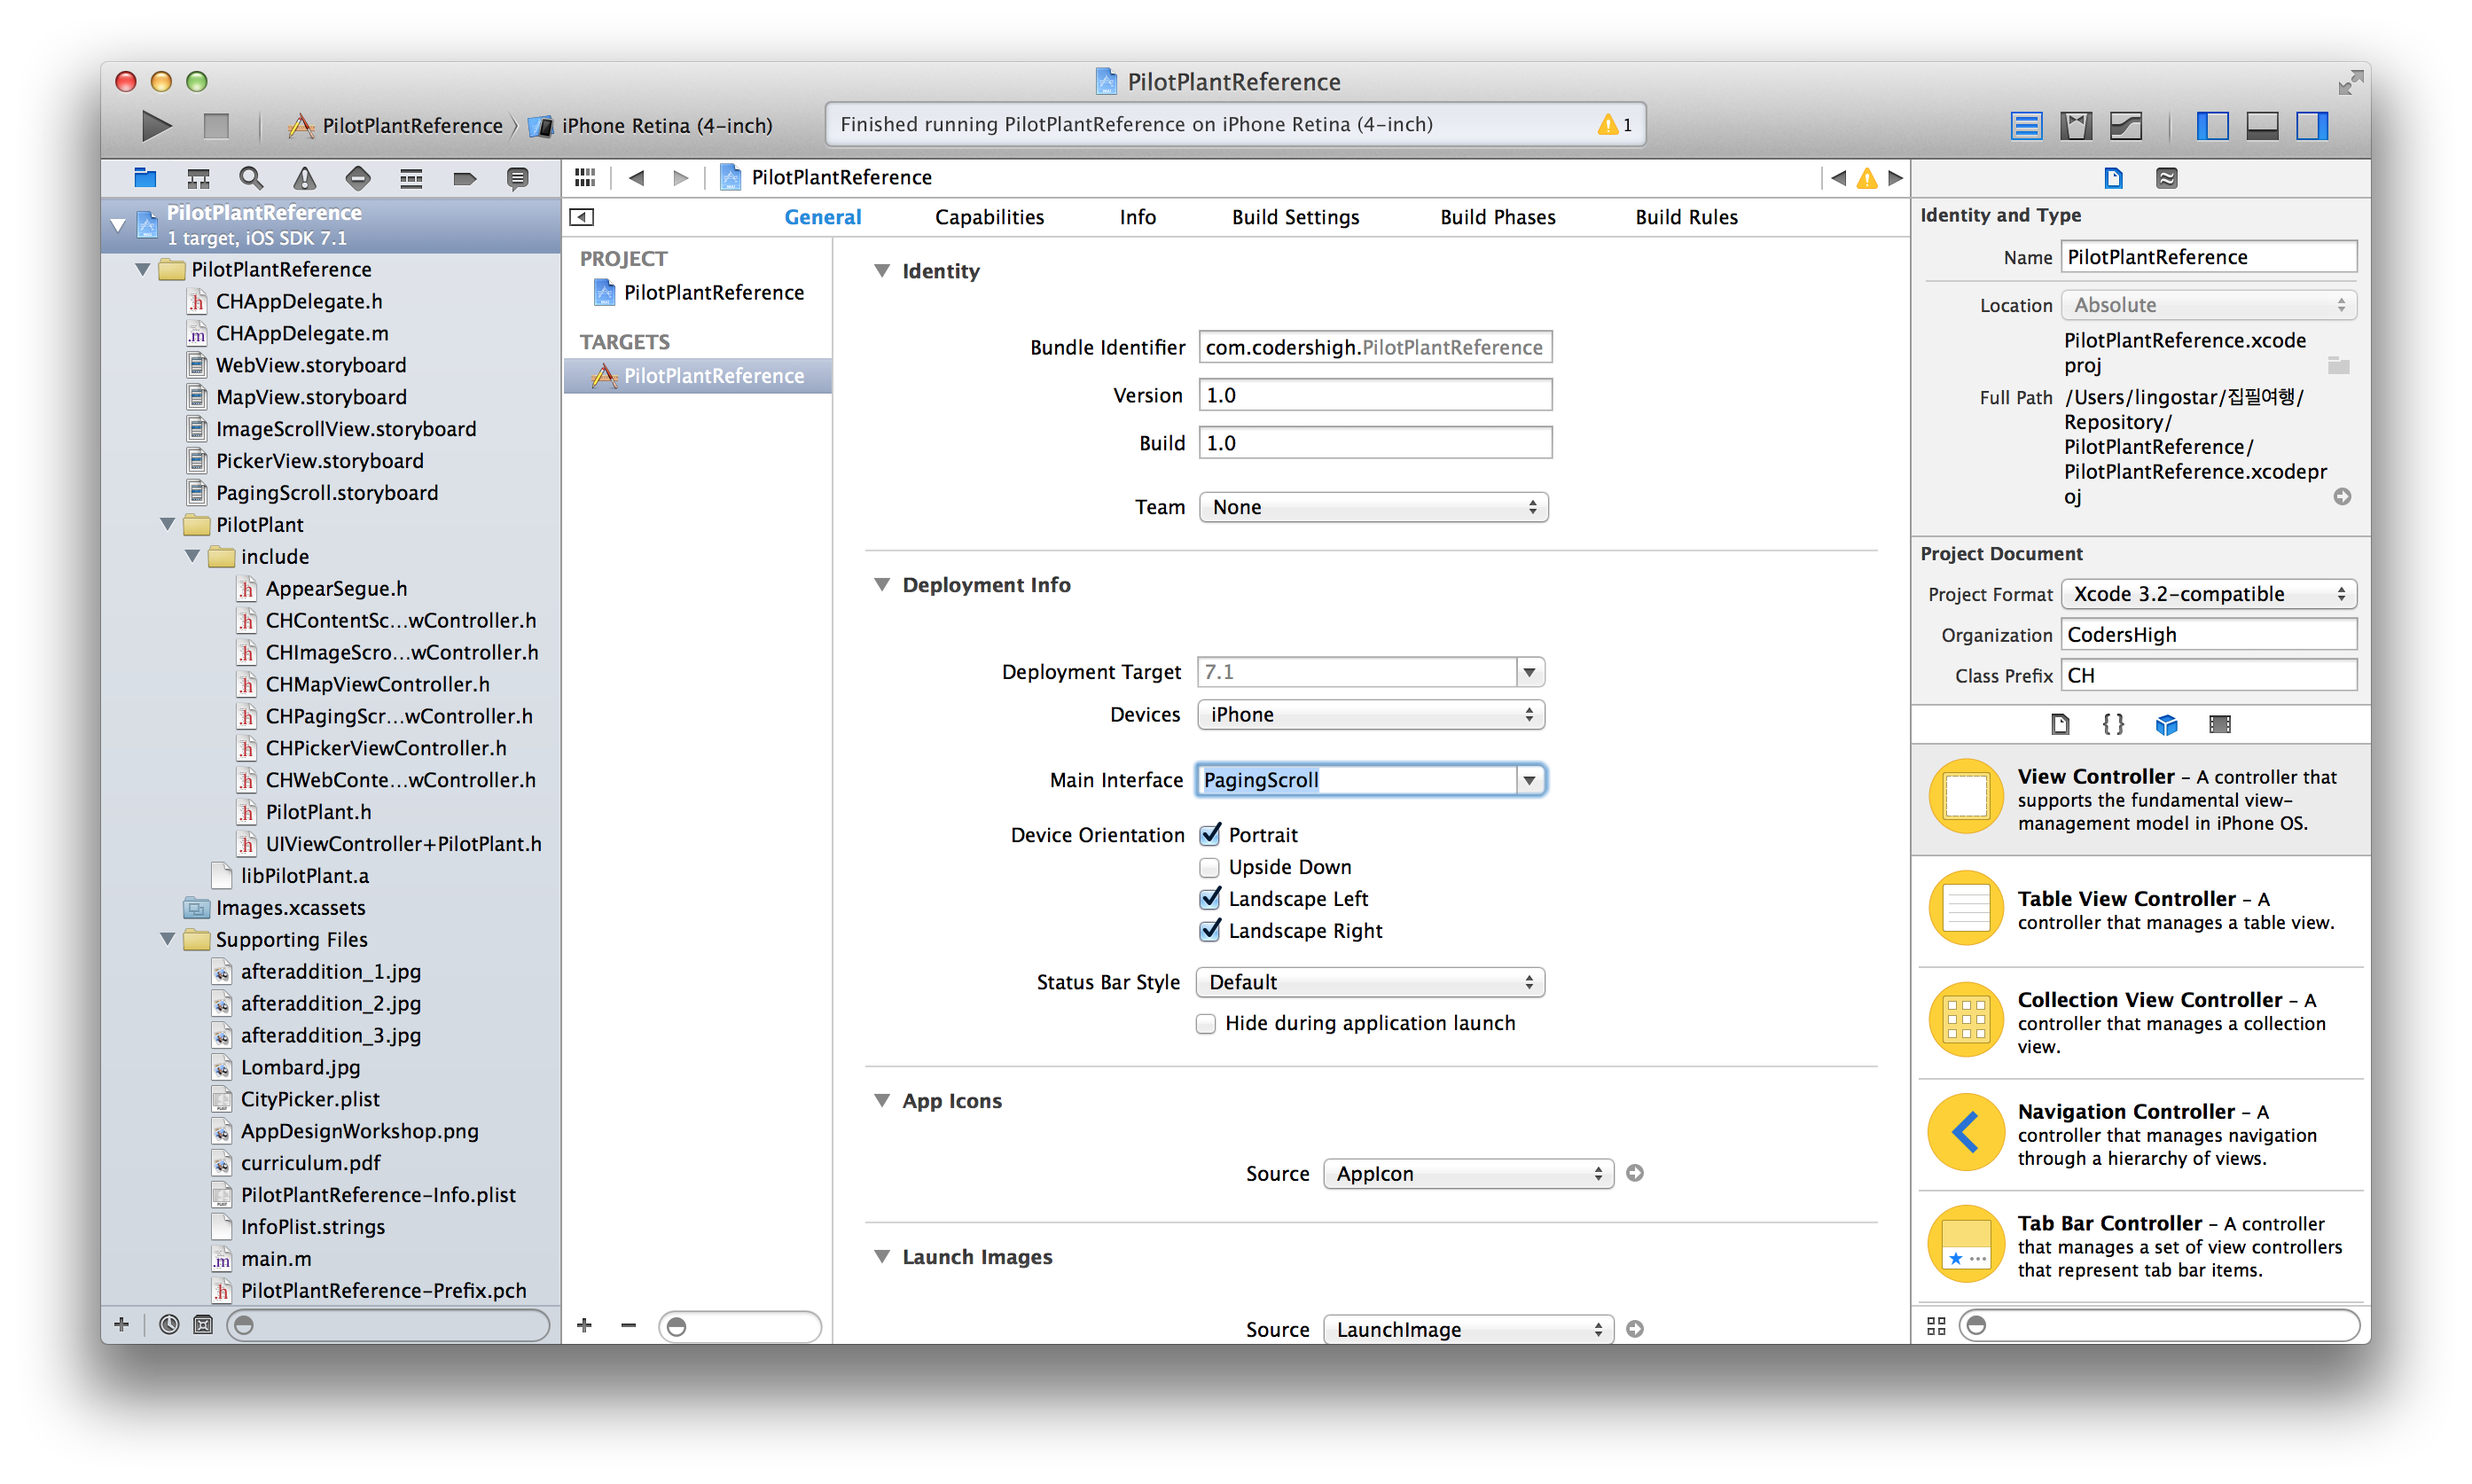 PilotPlantReference
PilotPlantReference
iPhone Retina (4-inch)
Finished running PilotPlantReference on iPhone Retina (4-inch)
1
PilotPlantReference
1 target, iOS SDK 7.1
PilotPlantReference
CHAppDelegate.h
CHAppDelegate.m
WebView.storyboard
MapView.storyboard
ImageScrollView.storyboard
PickerView.storyboard
PagingScroll.storyboard
PilotPlant
include
AppearSegue.h
CHContentSc...wController.h
CHImageScro...wController.h
CHMapViewController.h
CHPagingScr...wController.h
CHPickerViewController.h
CHWebConte...wController.h
PilotPlant.h
UIViewController+PilotPlant.h
libPilotPlant.a
Images.xcassets
Supporting Files
afteraddition_1.jpg
afteraddition_2.jpg
afteraddition_3.jpg
Lombard.jpg
CityPicker.plist
AppDesignWorkshop.png
curriculum.pdf
PilotPlantReference-Info.plist
InfoPlist.strings
main.m
PilotPlantReference-Prefix.pch
PilotPlantReference
General
Capabilities
Info
Build Settings
Build Phases
Build Rules
PROJECT
PilotPlantReference
TARGETS
PilotPlantReference
Identity
Bundle Identifier com.codershigh.PilotPlantReference
Version 1.0
Build 1.0
Team None
Deployment Info
Deployment Target 7.1
Devices iPhone
Main Interface PagingScroll
Device Orientation Portrait
Upside Down
Landscape Left
Landscape Right
Status Bar Style Default
Hide during application launch
App Icons
Source AppIcon
Launch Images
Source LaunchImage
Identity and Type
Name PilotPlantReference
Location Absolute
PilotPlantReference.xcode
proj
Full Path /Users/lingostar/집필여행/
Repository/
PilotPlantReference/
PilotPlantReference.xcodepr
oj
Project Document
Project Format Xcode 3.2-compatible
Organization CodersHigh
Class Prefix CH
View Controller – A controller that
supports the fundamental view-
management model in iPhone OS.
Table View Controller – A
controller that manages a table view.
Collection View Controller – A
controller that manages a collection
view.
Navigation Controller – A
controller that manages navigation
through a hierarchy of views.
Tab Bar Controller – A controller
that manages a set of view controllers
that represent tab bar items.